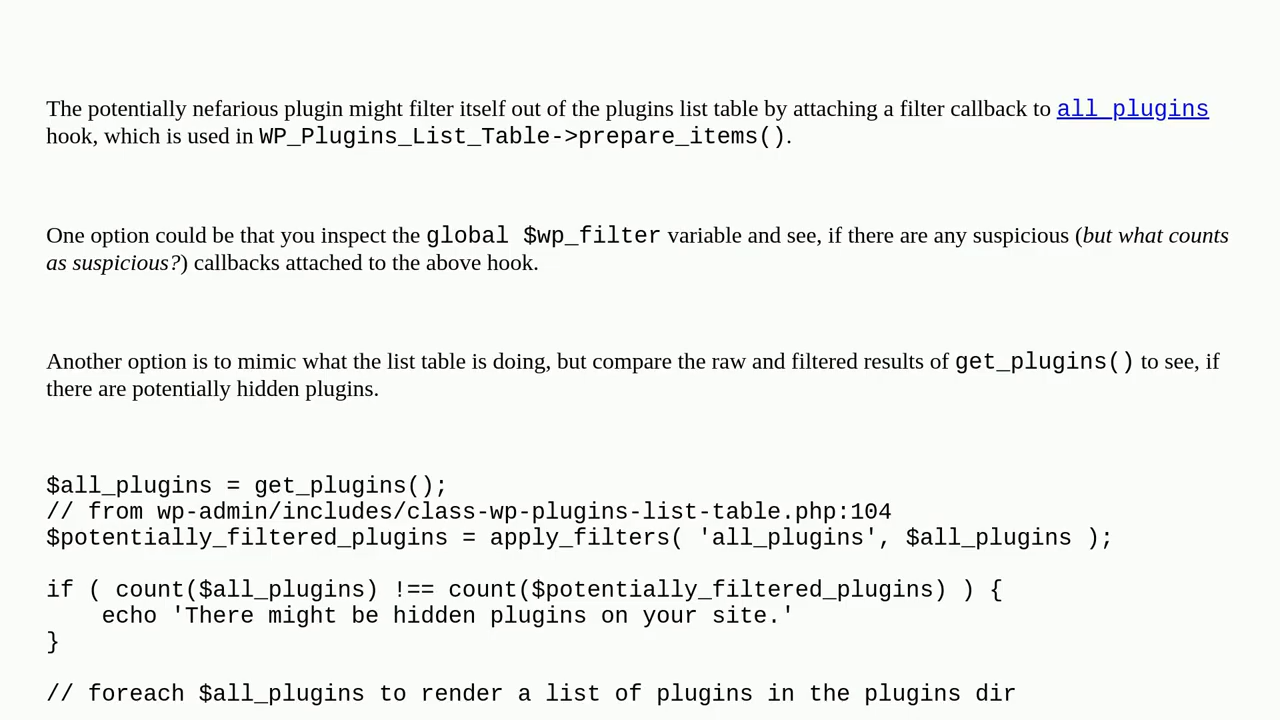 The potentially nefarious plugin might filter itself out of the plugins list table by attaching a filter callback to all_plugins
hook, which is used in WP_Plugins_List_Table->prepare_items().
One option could be that you inspect the global $wp_filter variable and see, if there are any suspicious (but what counts
as suspicious?) callbacks attached to the above hook.
Another option is to mimic what the list table is doing, but compare the raw and filtered results of get_plugins() to see, if
there are potentially hidden plugins.
$all_plugins = get_plugins();
// from wp-admin/includes/class-wp-plugins-list-table.php:104
$potentially_filtered_plugins = apply_filters( 'all_plugins', $all_plugins );
if ( count($all_plugins) !== count($potentially_filtered_plugins) ) {
    echo 'There might be hidden plugins on your site.'
}
// foreach $all_plugins to render a list of plugins in the plugins dir